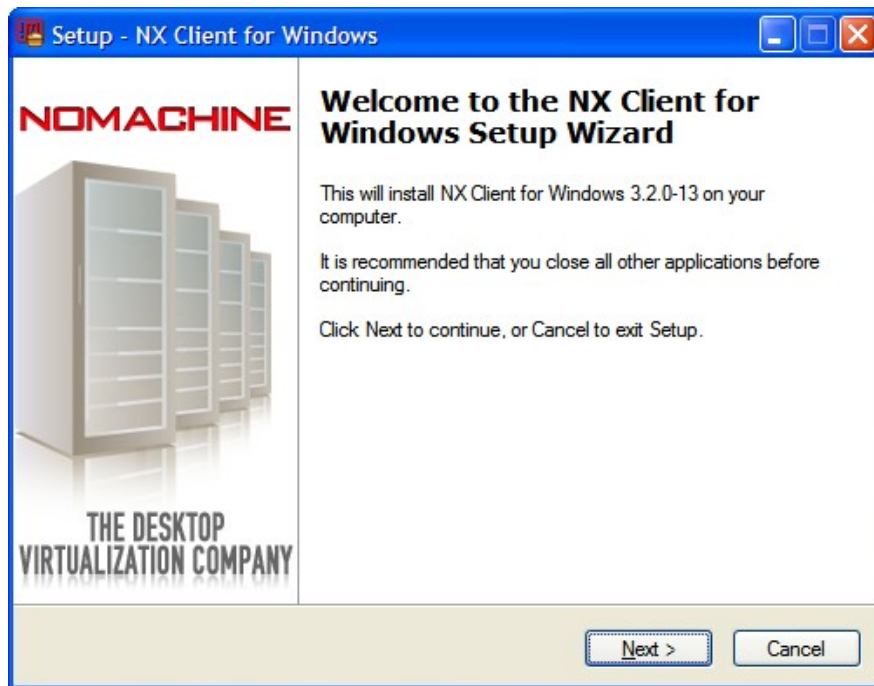 Setup - NX Client for Windows
NOMACHINE
THE DESKTOP
VIRTUALIZATION COMPANY
Welcome to the NX Client for
Windows Setup Wizard
This will install NX Client for Windows 3.2.0-13 on your
computer.
It is recommended that you close all other applications before
continuing.
Click Next to continue, or Cancel to exit Setup.
Next >
Cancel